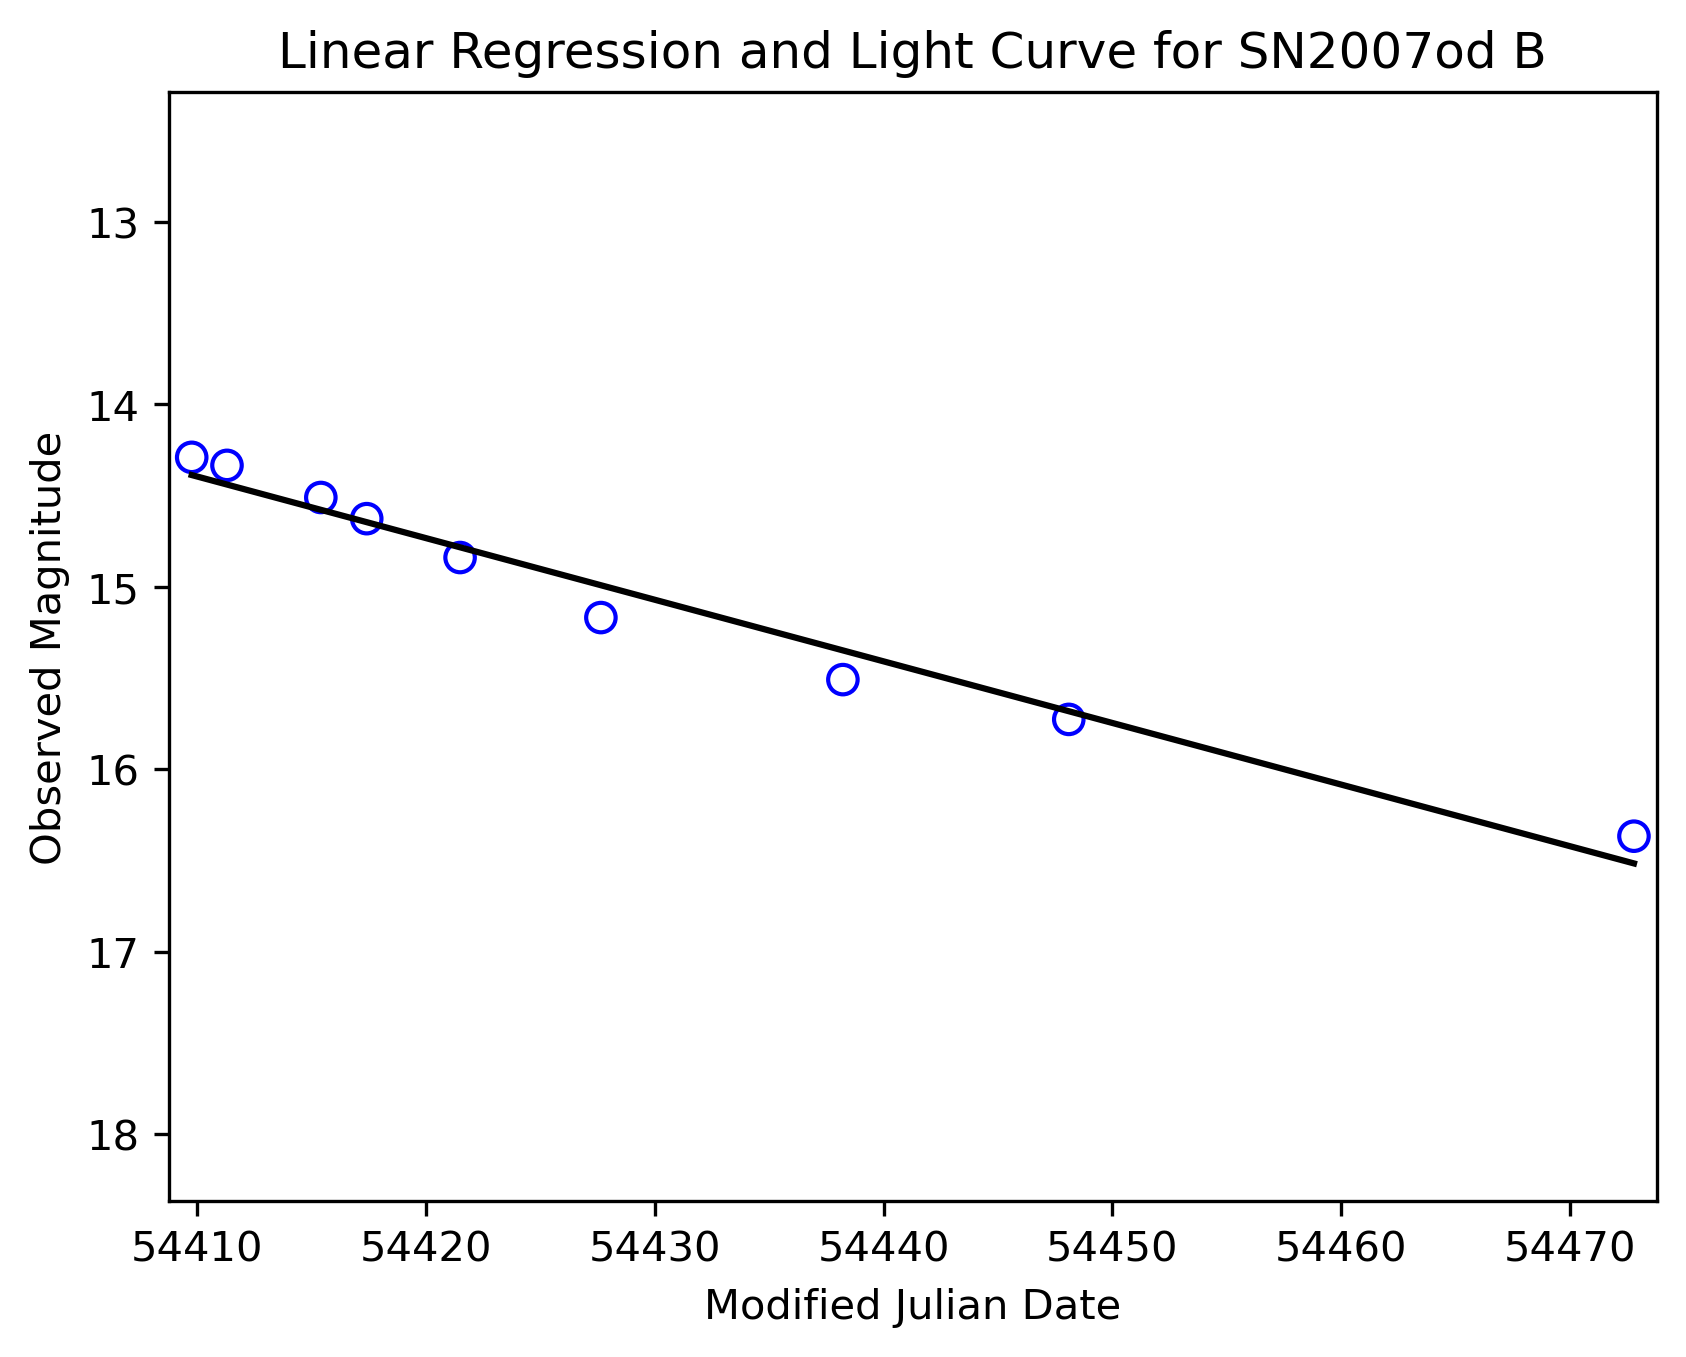 Linear Regression and Light Curve for SN2007od B
Observed Magnitude
13
14
15
16
17
18
54410 54420 54430 54440 54450 54460 54470
Modified Julian Date